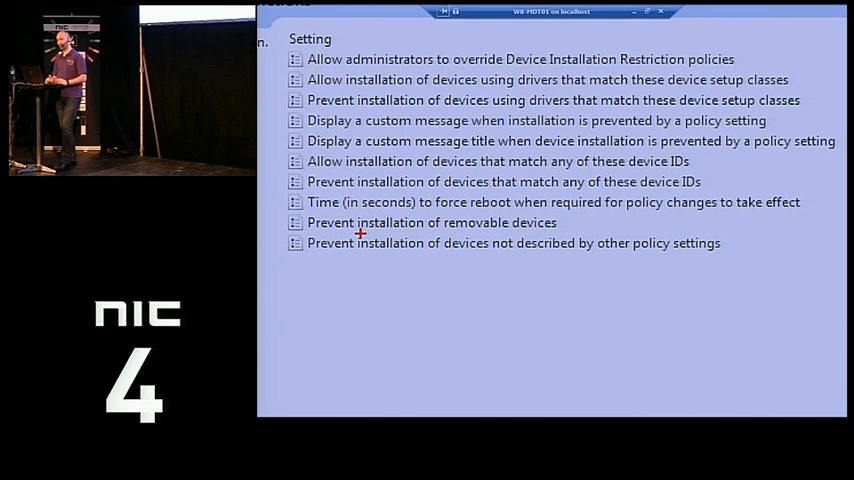 nic
W8-MDT01 on localhost
n.
Setting
Allow administrators to override Device Installation Restriction policies
Allow installation of devices using drivers that match these device setup classes
Prevent installation of devices using drivers that match these device setup classes
Display a custom message when installation is prevented by a policy setting
Display a custom message title when device installation is prevented by a policy setting
Allow installation of devices that match any of these device IDs
Prevent installation of devices that match any of these device IDs
Time (in seconds) to force reboot when required for policy changes to take effect
Prevent installation of removable devices
Prevent installation of devices not described by other policy settings
nic
4